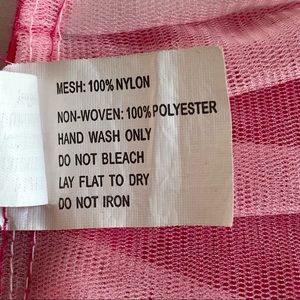 MESH: 100% NYLON
NON-WOVEN: 100% POLYESTER
HAND WASH ONLY
DO NOT BLEACH
LAY FLAT TO DRY
DO NOT IRON